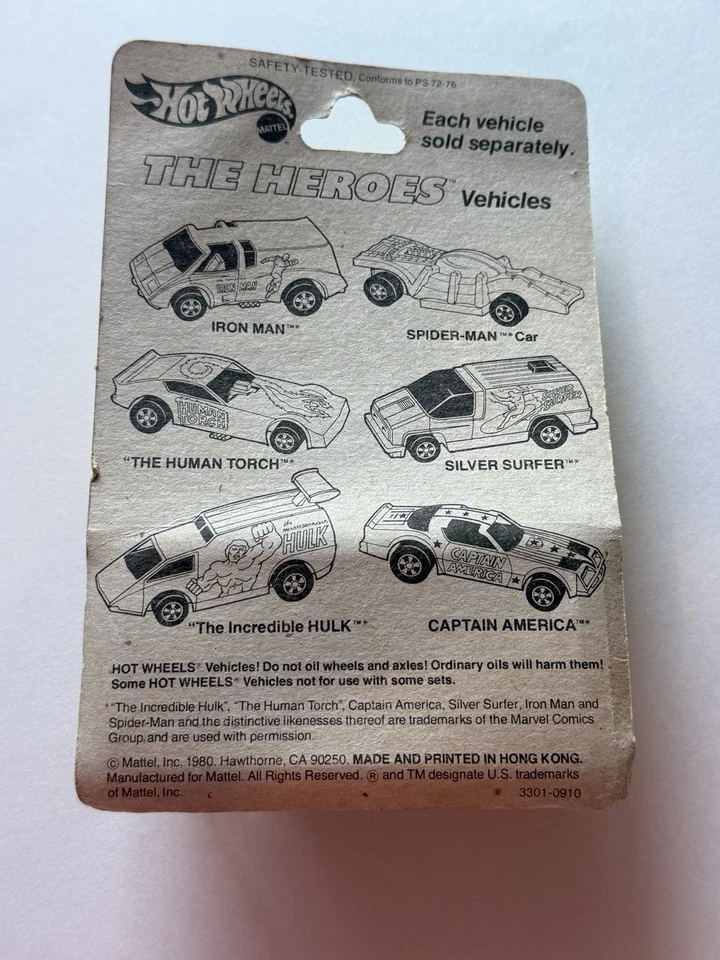 SAFETY TESTED, Conforms to PS 72-76
HOT WHEELS®
MATTEL®
Each vehicle
sold separately.
THE HEROES™ Vehicles
IRON MAN
IRON MAN™*
SPIDER-MAN™* Car
HUMAN
TORCH
"THE HUMAN TORCH™*
SILVER
SURFER
SILVER SURFER™*
the
HULK
"The Incredible HULK™*
CAPTAIN
AMERICA
CAPTAIN AMERICA™*
HOT WHEELS® Vehicles! Do not oil wheels and axles! Ordinary oils will harm them!
Some HOT WHEELS® Vehicles not for use with some sets.
*"The Incredible Hulk", "The Human Torch", Captain America, Silver Surfer, Iron Man and
Spider-Man and the distinctive likenesses thereof are trademarks of the Marvel Comics
Group and are used with permission.
© Mattel, Inc. 1980. Hawthorne, CA 90250. MADE AND PRINTED IN HONG KONG.
Manufactured for Mattel. All Rights Reserved. ® and TM designate U.S. trademarks
of Mattel, Inc.
3301-0910